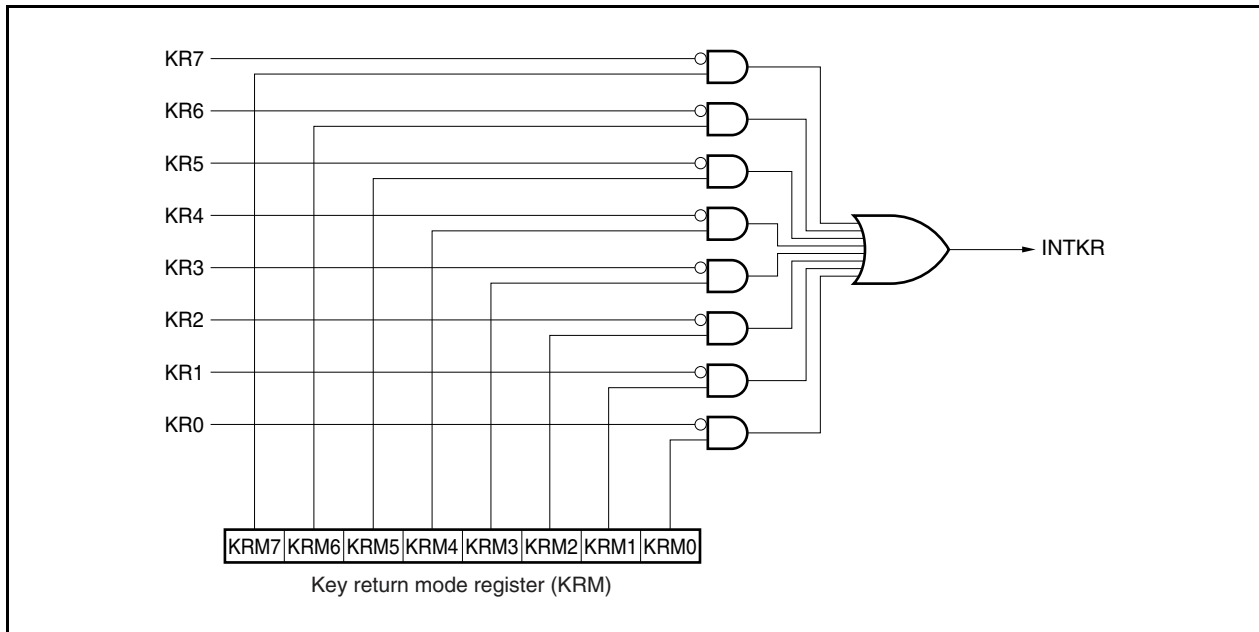 KR7
KR6
KR5
KR4
KR3
KR2
KR1
KR0
INTKR
KRM7 KRM6 KRM5 KRM4 KRM3 KRM2 KRM1 KRM0
Key return mode register (KRM)